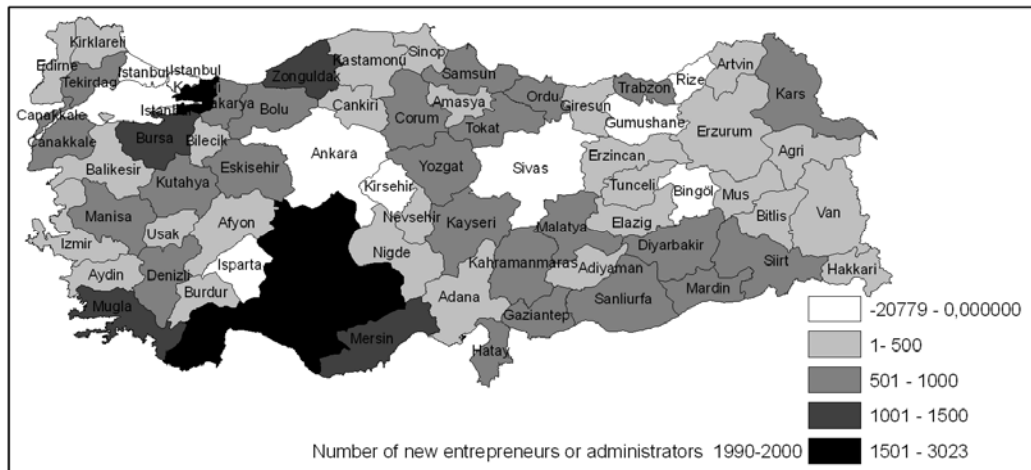 Kirklareli
Edirne
Tekirdag
Istanbul
Istanbul
Istanbul
Canakkale
Canakkale
Zonguldak
Kastamonu
Sinop
Samsun
Bolu
Cankiri
Corum
Amasya
Ordu
Giresun
Trabzon
Rize
Artvin
Kars
Tokat
Gumushane
Erzurum
Bursa
Bilecik
Ankara
Eskisehir
Balikesir
Kutahya
Kirsehir
Yozgat
Sivas
Erzincan
Agri
Tunceli
Bingöl
Mus
Manisa
Usak
Afyon
Nevsehir
Kayseri
Malatya
Elazig
Bitlis
Van
Izmir
Nigde
Diyarbakir
Siirt
Aydin
Denizli
Isparta
Kahramanmaras
Adiyaman
Hakkari
Burdur
Adana
Sanliurfa
Mardin
Mugla
Mersin
Gaziantep
Hatay
-20779 - 0,000000
1- 500
501 - 1000
1001 - 1500
1501 - 3023
Number of new entrepreneurs or administrators 1990-2000